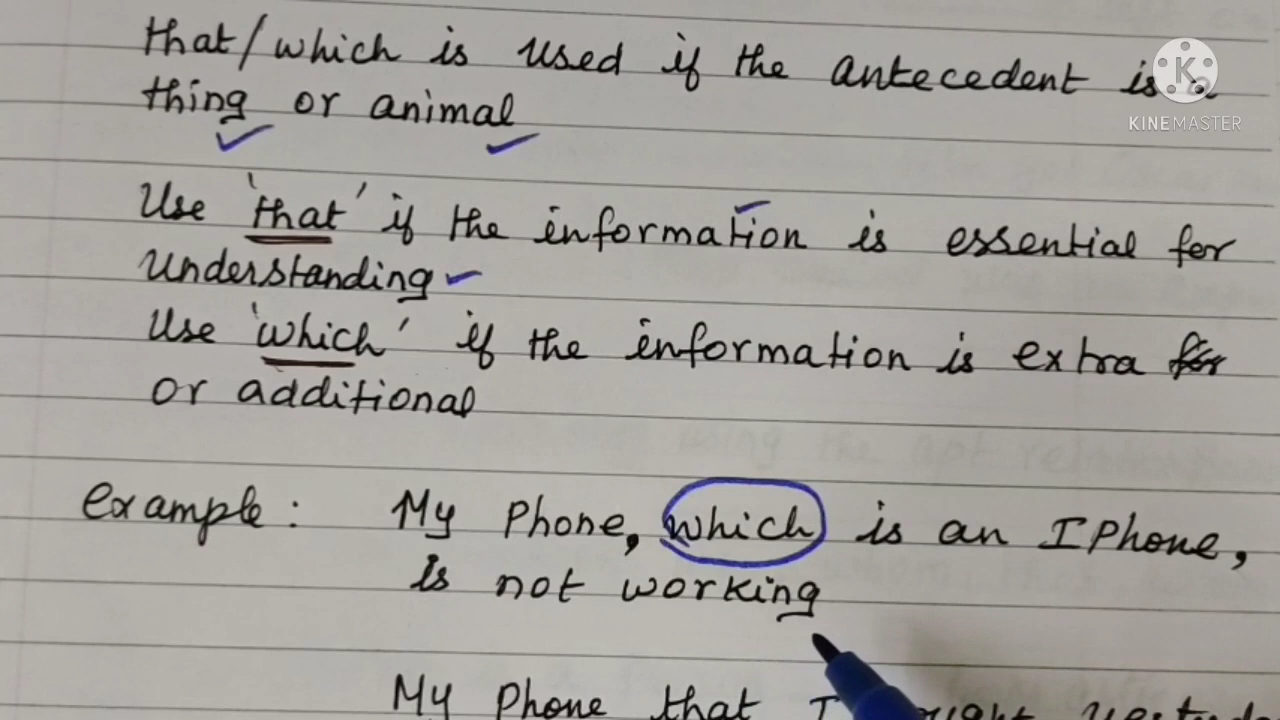 that/which is used if the antecedent is a
thing or animal
Use 'that' if the information is essential for
Understanding
Use 'which' if the information is extra for
or additional
example : My Phone, which is an IPhone,
is not working
My Phone that I
K
KINEMASTER